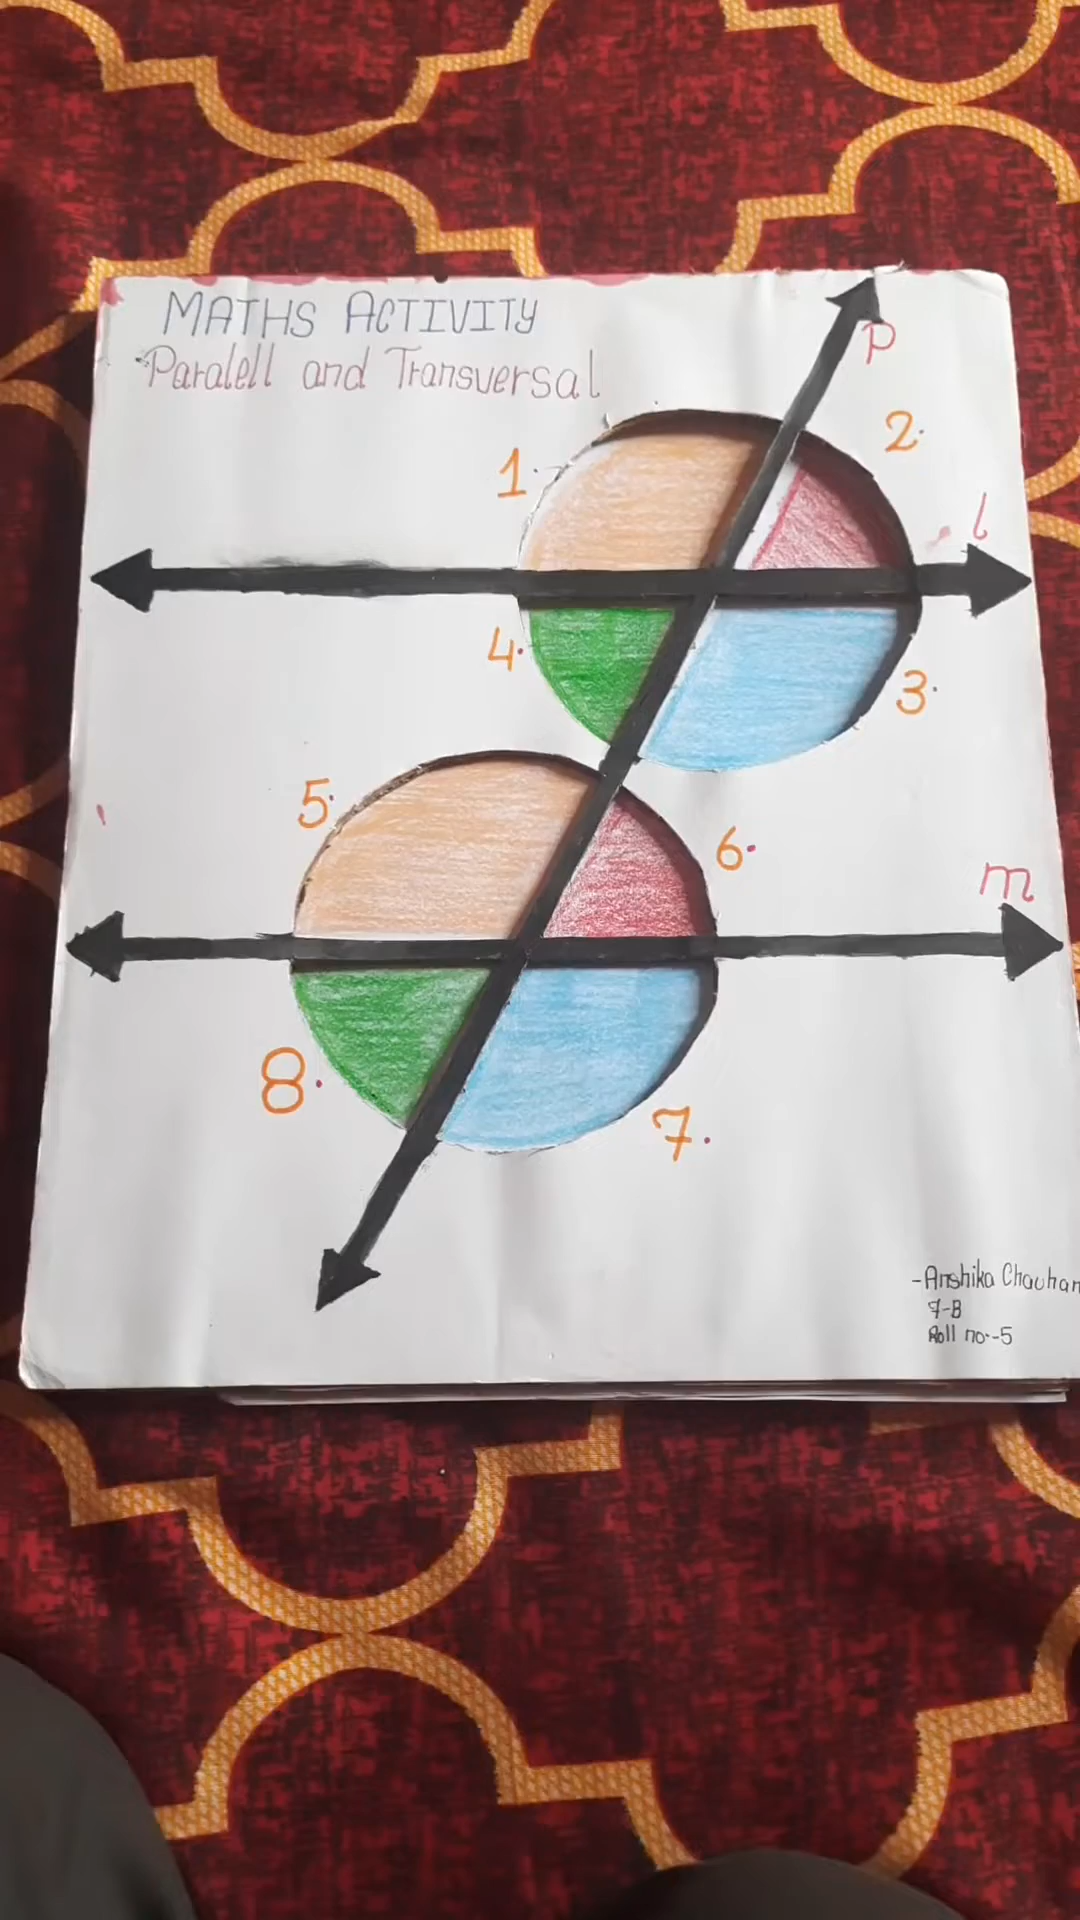 MATHS ACTIVITY
Paralell and Transversal
p
2.
1.
l
4.
3.
5.
6.
m
8.
7.
-Anshika Chauhan
7-B
Roll no.-5